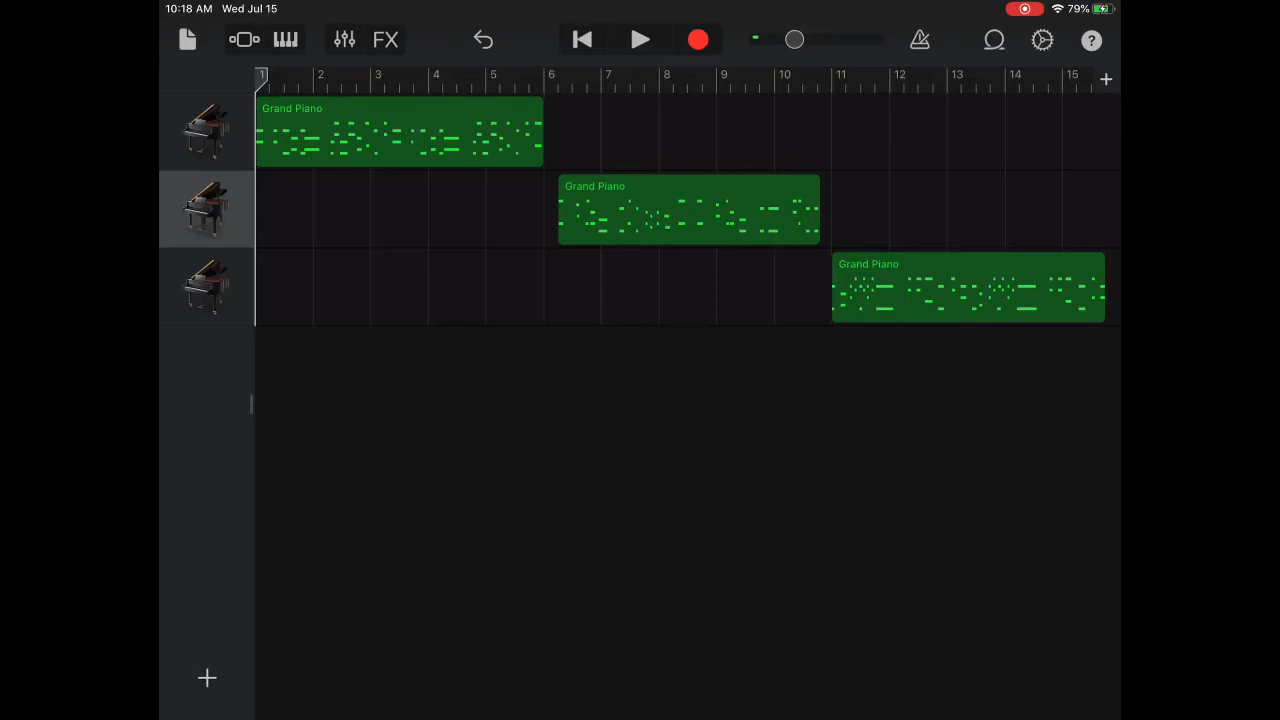 10:18 AM Wed Jul 15 79%
FX ?
1 2 3 4 5 6 7 8 9 10 11 12 13 14 15 +
Grand Piano
Grand Piano
Grand Piano
+